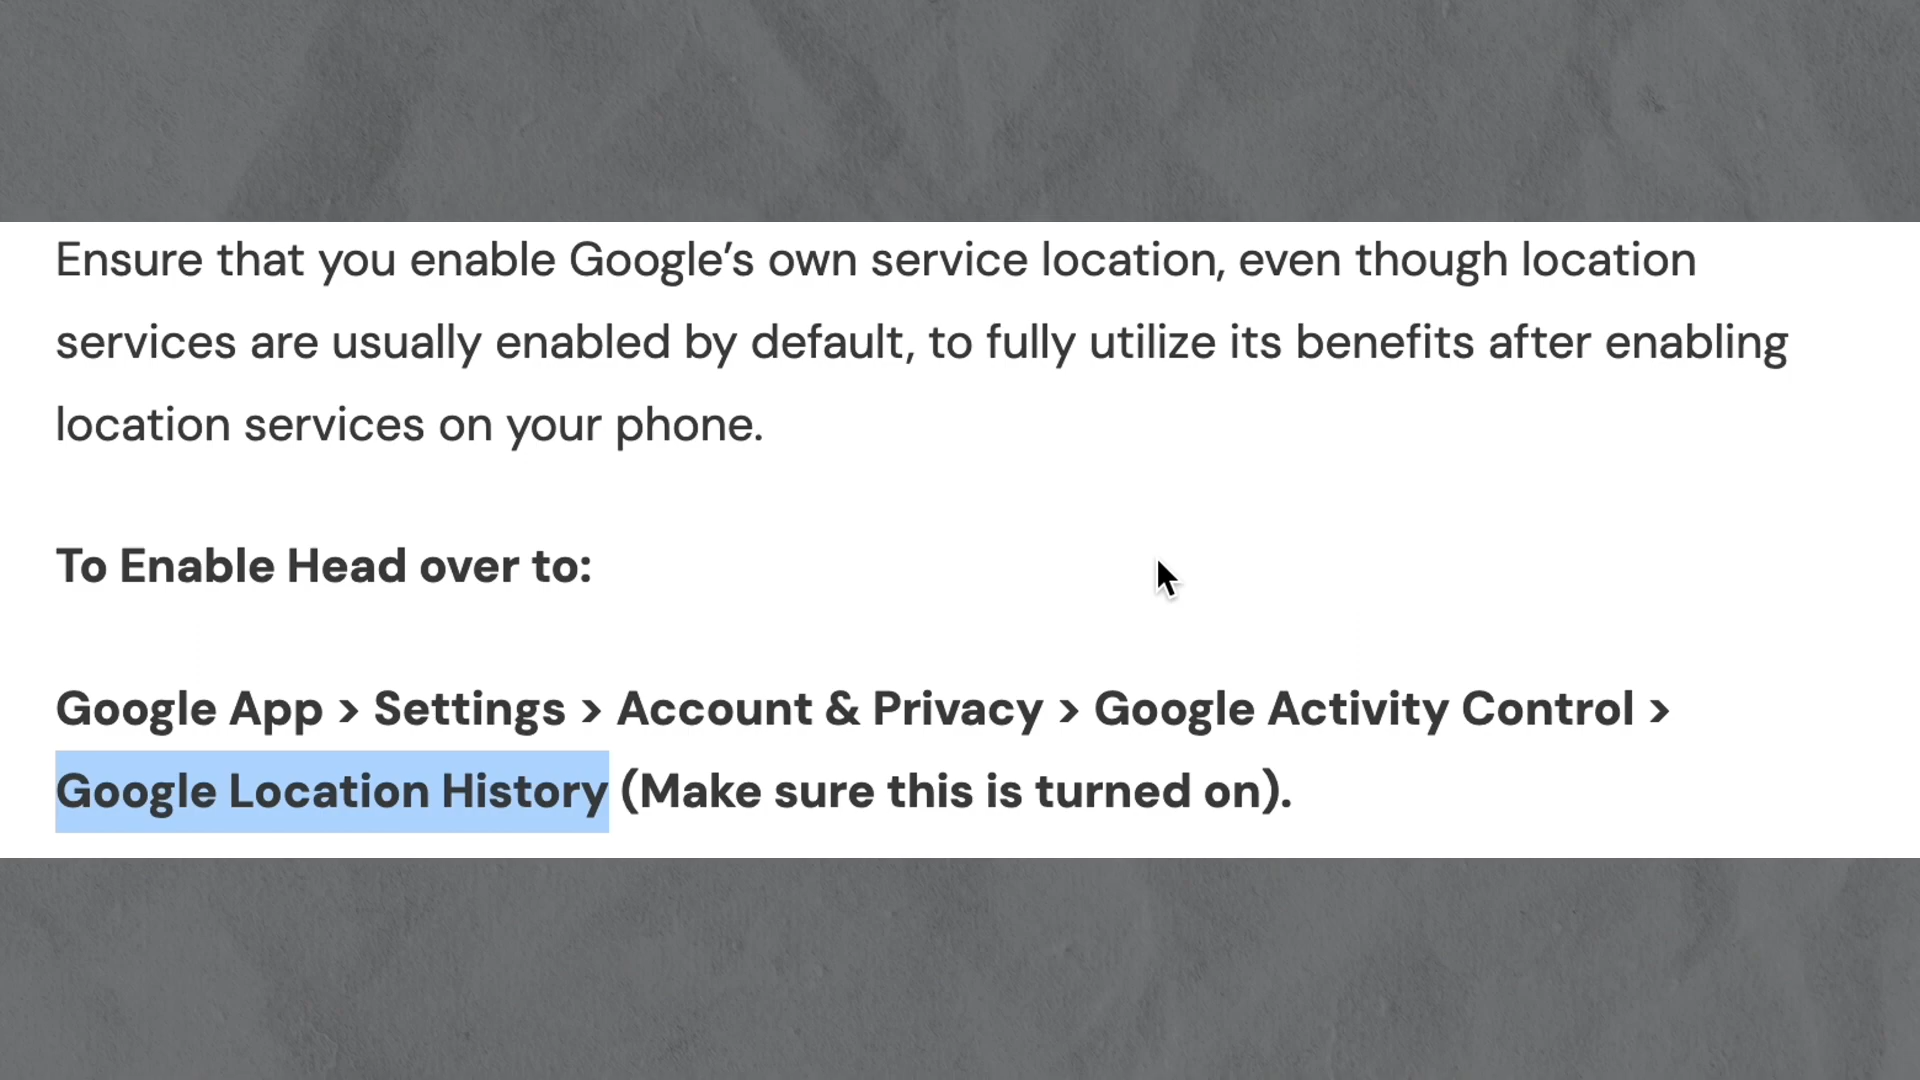 Ensure that you enable Google’s own service location, even though location
services are usually enabled by default, to fully utilize its benefits after enabling
location services on your phone.
To Enable Head over to:
Google App > Settings > Account & Privacy > Google Activity Control >
Google Location History (Make sure this is turned on).